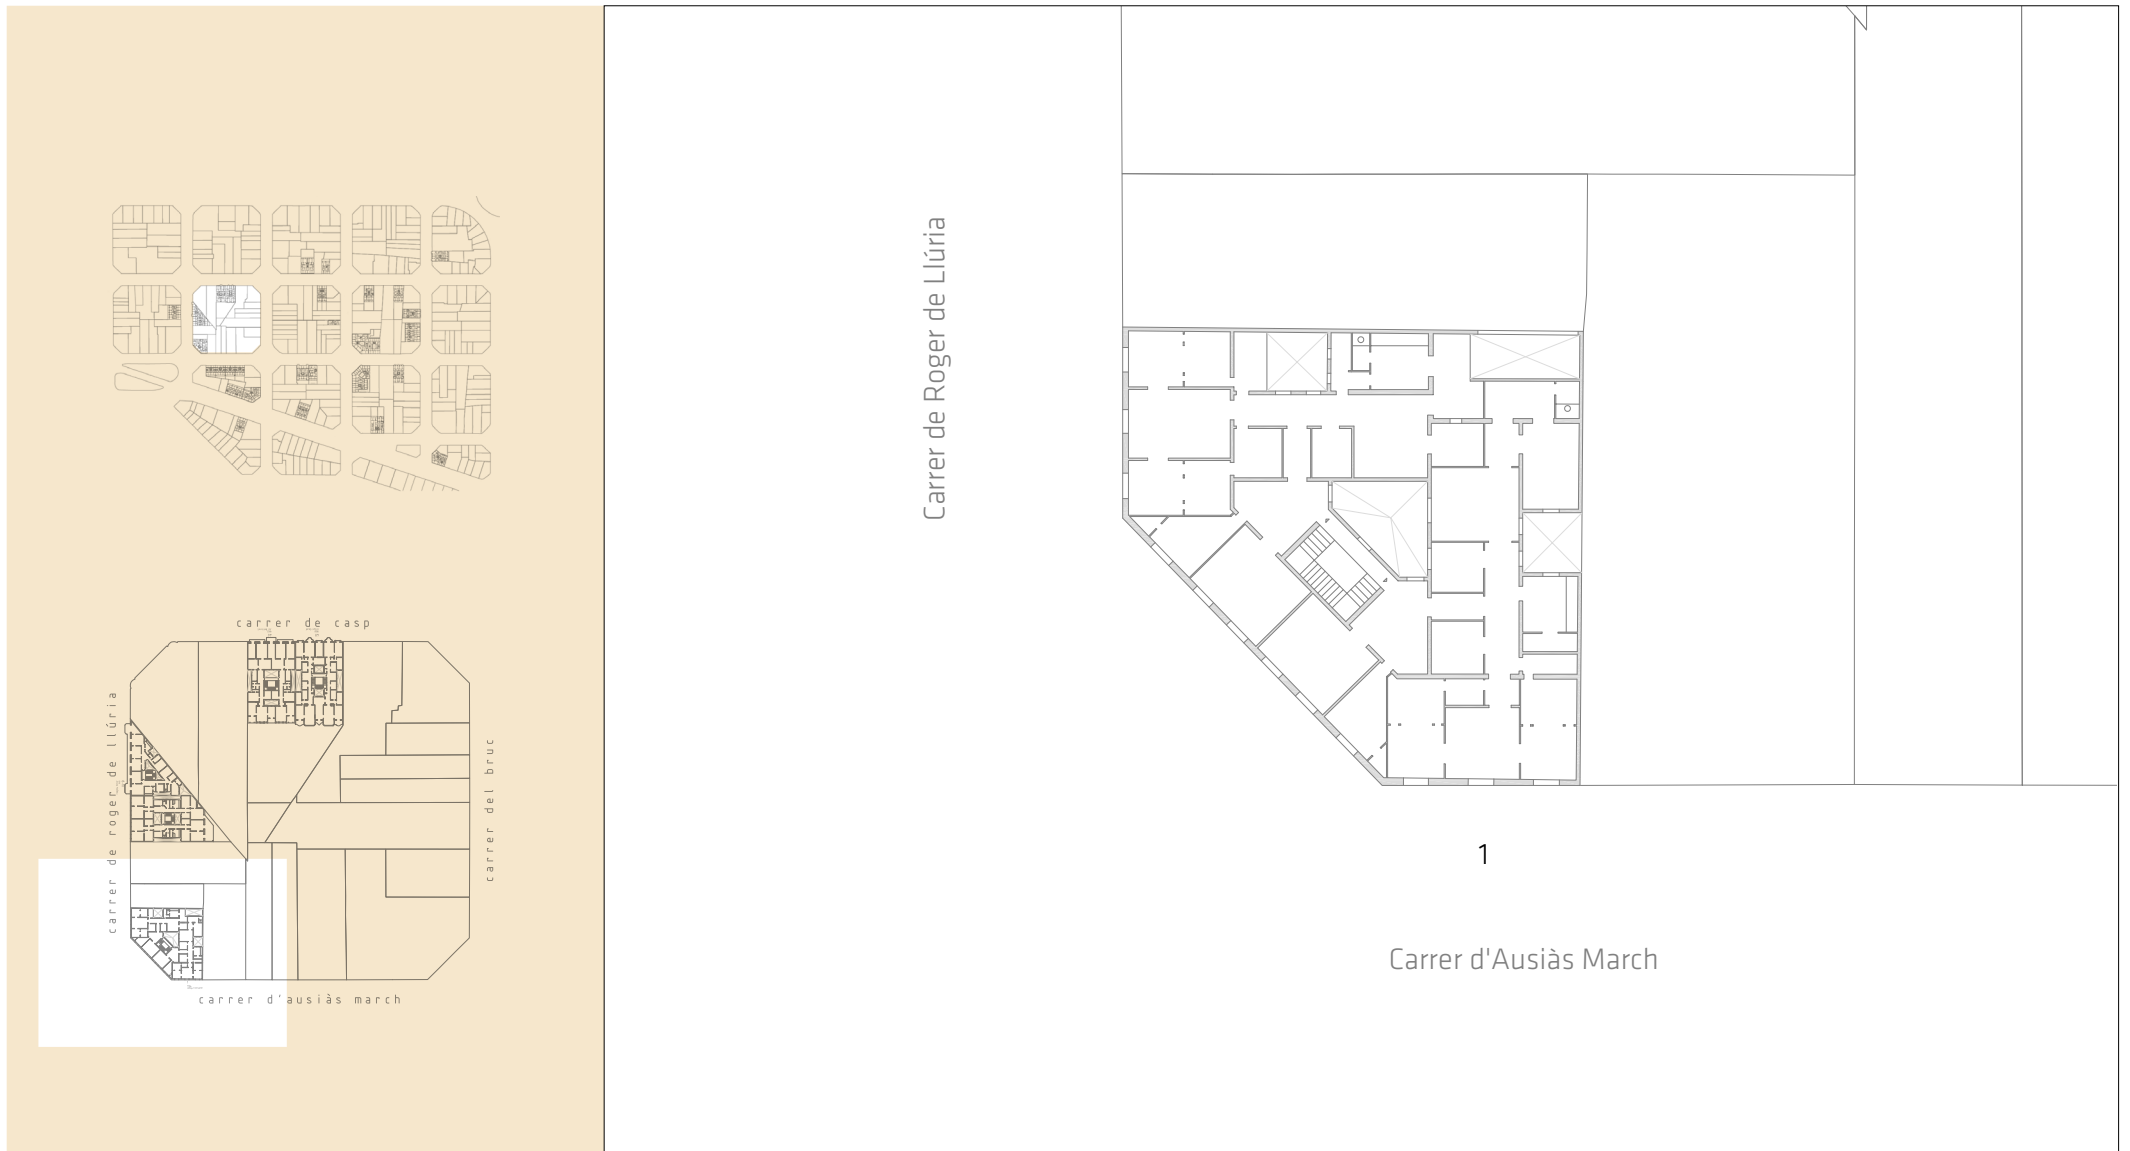 carrer de casp
carrer de roger de llúria
carrer del bruc
carrer d'ausiàs march
Carrer de Roger de Llúria
1
Carrer d'Ausiàs March